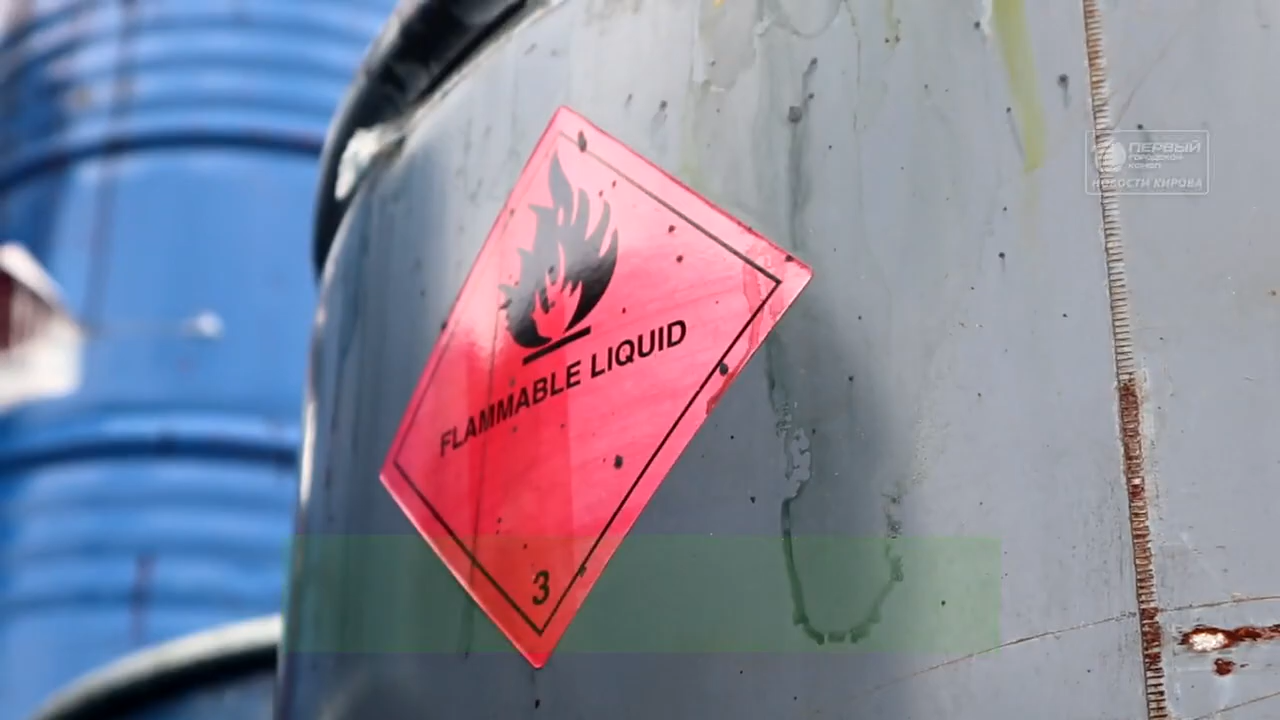 FLAMMABLE LIQUID
3
ПЕРВЫЙ
ГОРОДСКОЙ
КАНАЛ
НОВОСТИ КИРОВА